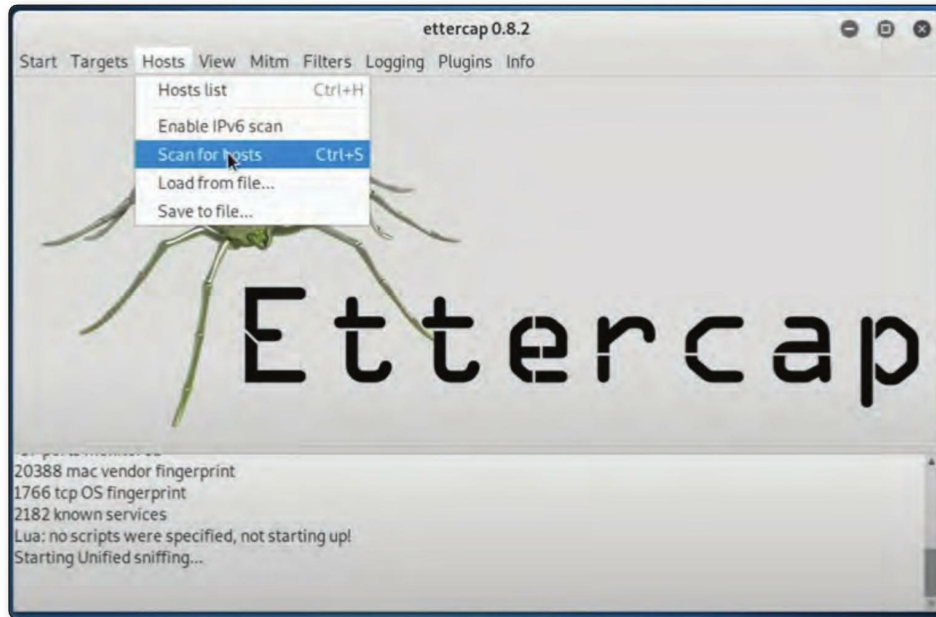 ettercap 0.8.2
Start Targets Hosts View Mitm Filters Logging Plugins Info
Hosts list Ctrl+H
Enable IPv6 scan
Scan for hosts Ctrl+S
Load from file...
Save to file...
Ettercap
20388 mac vendor fingerprint
1766 tcp OS fingerprint
2182 known services
Lua: no scripts were specified, not starting up!
Starting Unified sniffing...